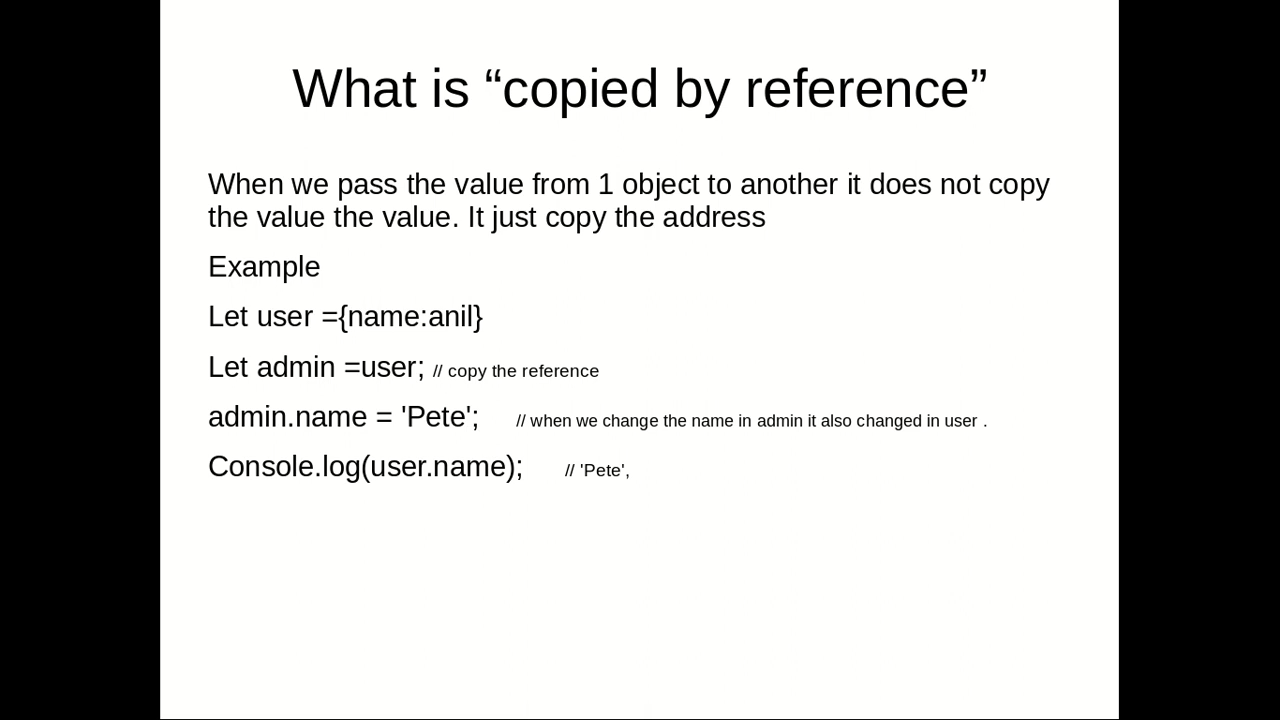 What is “copied by reference”
When we pass the value from 1 object to another it does not copy
the value the value. It just copy the address
Example
Let user ={name:anil}
Let admin =user; // copy the reference
admin.name = 'Pete'; // when we change the name in admin it also changed in user .
Console.log(user.name); // 'Pete',